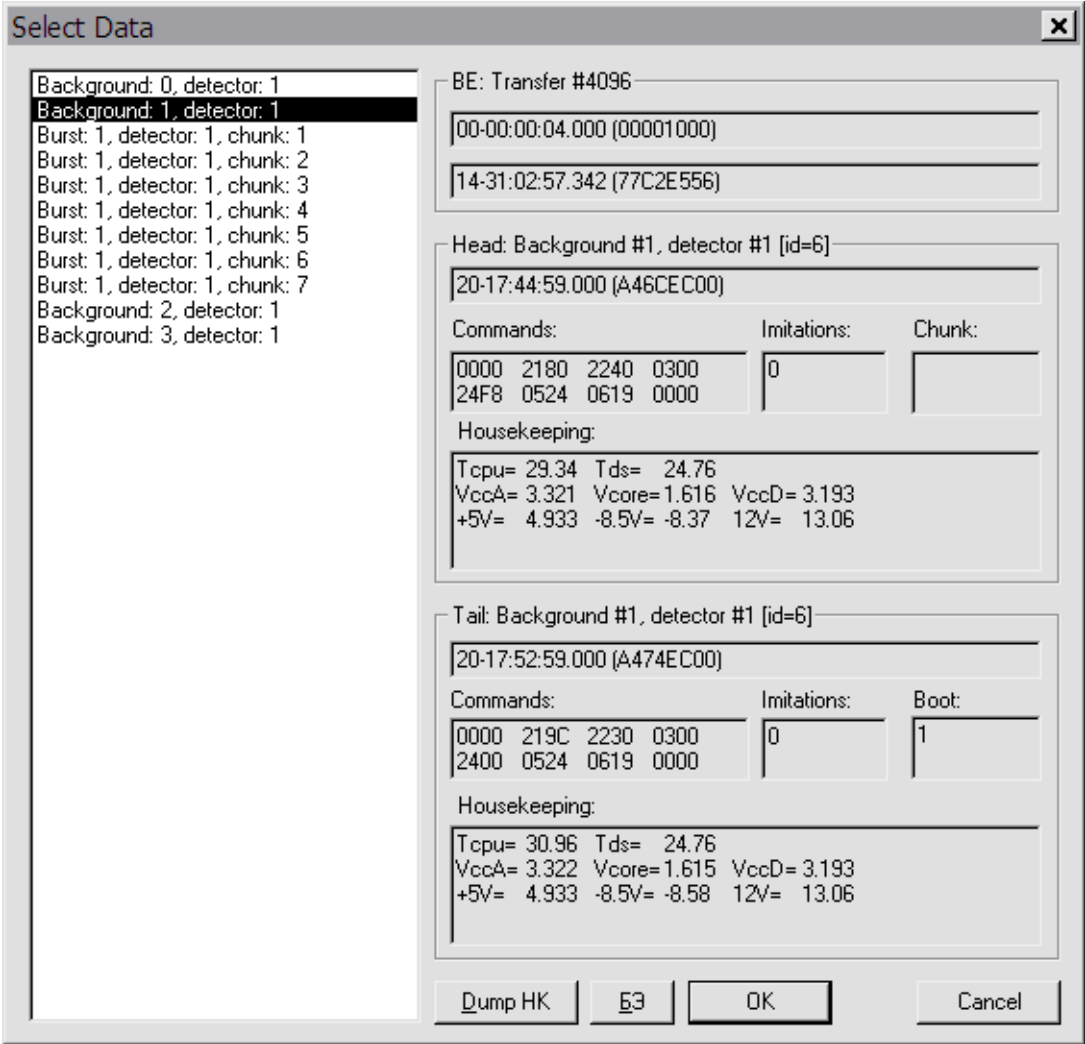 Select Data
Background: 0, detector: 1
Background: 1, detector: 1
Burst: 1, detector: 1, chunk: 1
Burst: 1, detector: 1, chunk: 2
Burst: 1, detector: 1, chunk: 3
Burst: 1, detector: 1, chunk: 4
Burst: 1, detector: 1, chunk: 5
Burst: 1, detector: 1, chunk: 6
Burst: 1, detector: 1, chunk: 7
Background: 2, detector: 1
Background: 3, detector: 1
BE: Transfer #4096
00-00:00:04.000 (00001000)
14-31:02:57.342 (77C2E556)
Head: Background #1, detector #1 [id=6]
20-17:44:59.000 (A46CEC00)
Commands: Imitations: Chunk:
0000 2180 2240 0300 0
24F8 0524 0619 0000
Housekeeping:
Tcpu= 29.34 Tds= 24.76
VccA= 3.321 Vcore= 1.616 VccD= 3.193
+5V= 4.933 -8.5V= -8.37 12V= 13.06
Tail: Background #1, detector #1 [id=6]
20-17:52:59.000 (A474EC00)
Commands: Imitations: Boot:
0000 219C 2230 0300 0 1
2400 0524 0619 0000
Housekeeping:
Tcpu= 30.96 Tds= 24.76
VccA= 3.322 Vcore= 1.615 VccD= 3.193
+5V= 4.933 -8.5V= -8.58 12V= 13.06
Dump HK БЭ OK Cancel